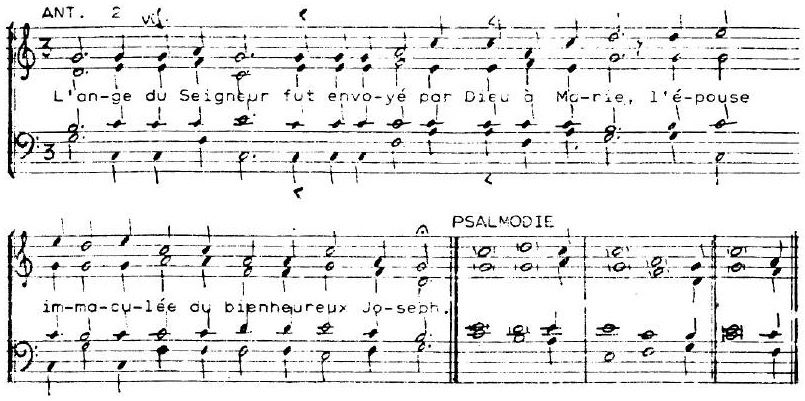 ANT. 2
L'an-ge du Seigneur fut envo-yé par Dieu à Ma-rie, l'é-pouse
PSALMODIE
im-ma-cu-lée du bienheureux Jo-seph.